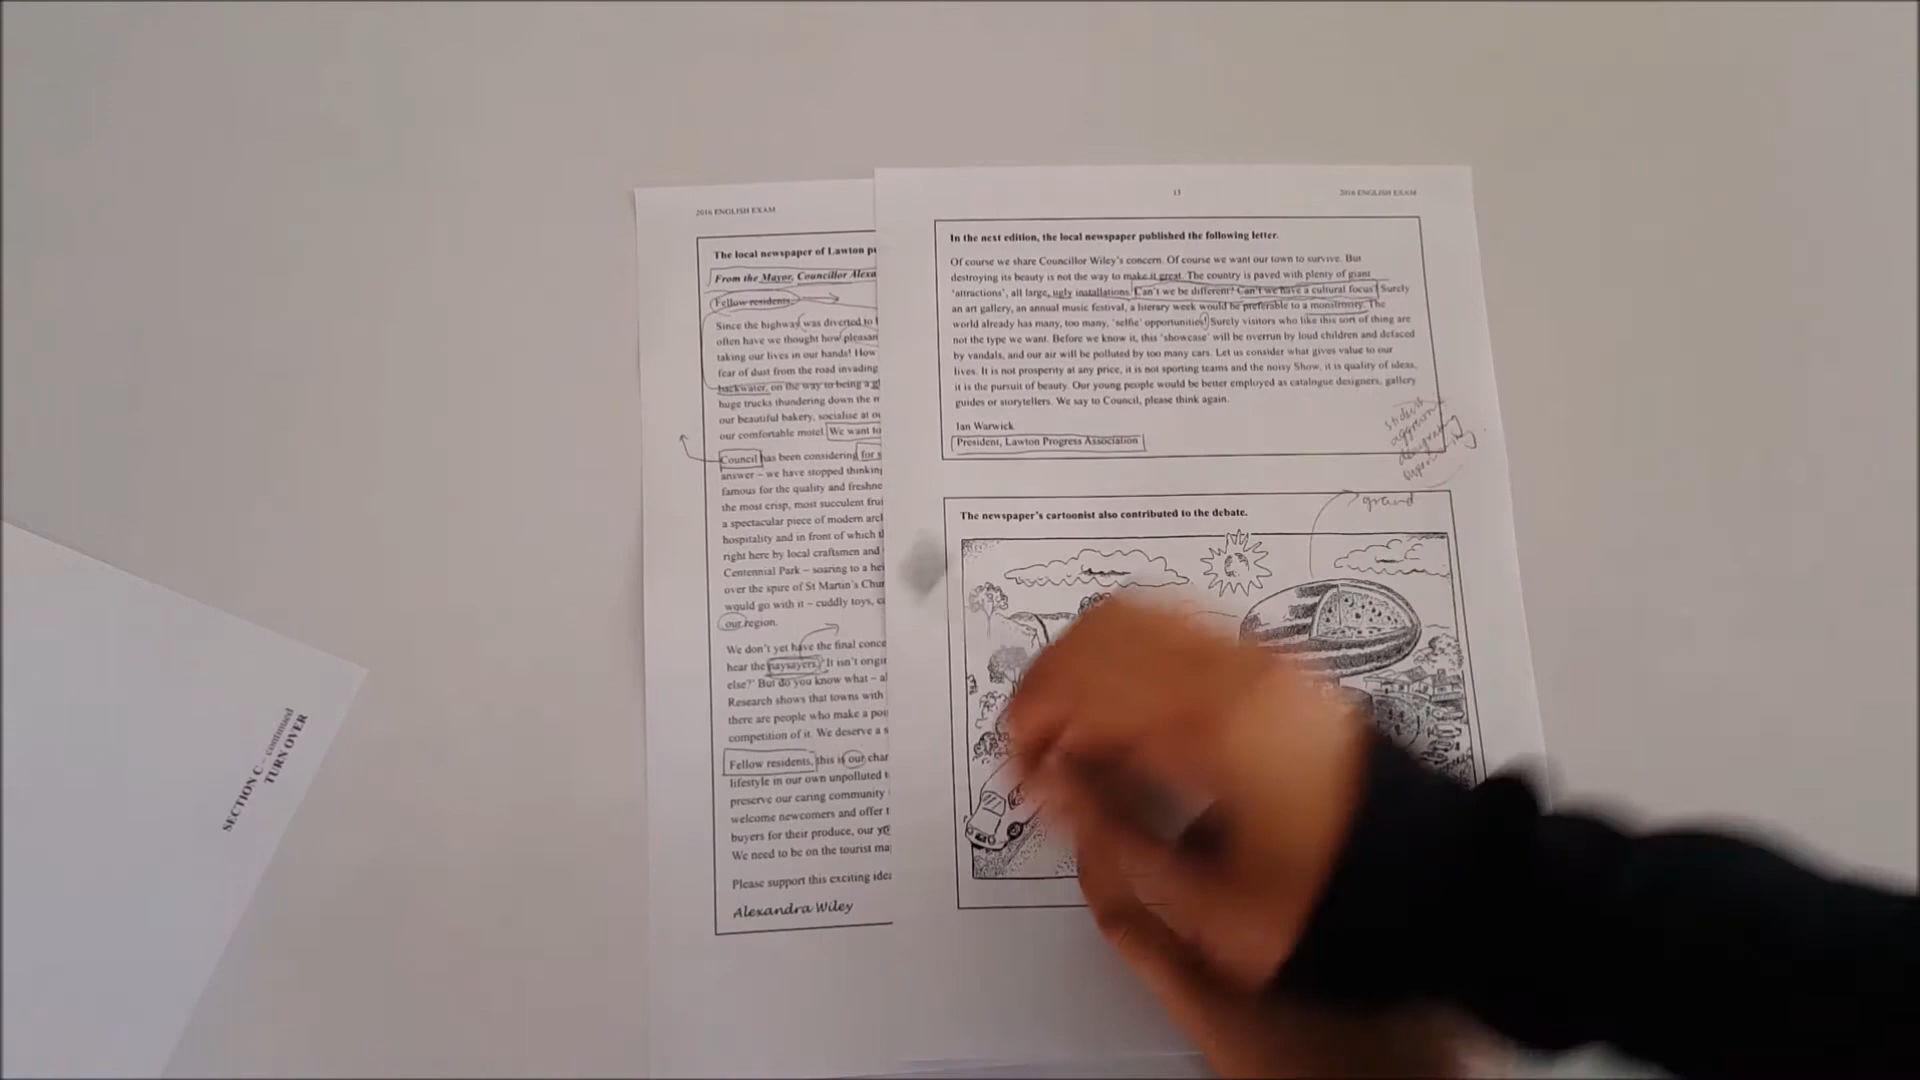 2016 ENGLISH EXAM
The local newspaper of Lawton
From the Mayor, Councillor
Fellow residents,
Since the highway was diverted to
often have we thought how
taking our lives in our hands! How
fear of dust from the road invading
backwater, on the way to being a
huge trucks thundering down the
our beautiful bakery, socialise at
our comfortable motel. We want to
Council has been considering for
answer – we have stopped thinking
famous for the quality and
the most crisp, most succulent
a spectacular piece of modern
hospitality and in front of which
right here by local craftsmen and
Centennial Park – soaring to a
over the spire of St Martin's
would go with it – cuddly toys,
our region.
We don't yet have the final
hear the naysayers, 'It isn't
else?' But do you know what –
Research shows that towns with
there are people who make a
competition of it. We deserve a
Fellow residents, this is our
lifestyle in our own unpolluted
preserve our caring community
welcome newcomers and offer
buyers for their produce, our
We need to be on the tourist
Please support this exciting
Alexandra Wiley
13
2016 ENGLISH EXAM
In the next edition, the local newspaper published the following letter.
Of course we share Councillor Wiley's concern. Of course we want our town to survive. But
destroying its beauty is not the way to make it great. The country is paved with plenty of giant
'attractions', all large, ugly installations. Can't we be different? Can't we have a cultural focus? Surely
an art gallery, an annual music festival, a literary week would be preferable to a monstrosity. The
world already has many, too many, 'selfie' opportunities! Surely visitors who like this sort of thing are
not the type we want. Before we know it, this 'showcase' will be overrun by loud children and defaced
by vandals, and our air will be polluted by too many cars. Let us consider what gives value to our
lives. It is not prosperity at any price, it is not sporting teams and the noisy Show, it is quality of ideas,
it is the pursuit of beauty. Our young people would be better employed as catalogue designers, gallery
guides or storytellers. We say to Council, please think again.
Ian Warwick
President, Lawton Progress Association
grand
The newspaper's cartoonist also contributed to the debate.
SECTION C – continued
TURN OVER